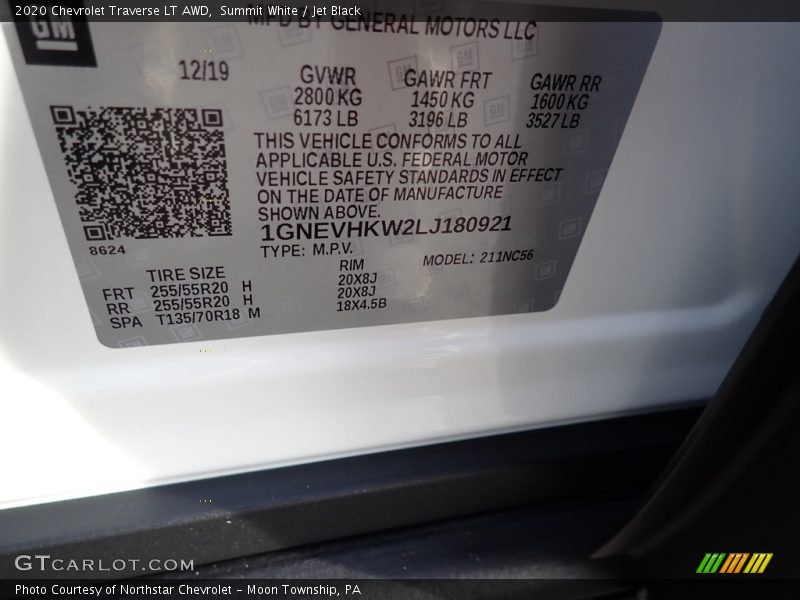 2020 Chevrolet Traverse LT AWD, Summit White / Jet Black
GM
MFD BY GENERAL MOTORS LLC
12/19
GVWR
2800 KG
6173 LB
GAWR FRT
1450 KG
3196 LB
GAWR RR
1600 KG
3527 LB
THIS VEHICLE CONFORMS TO ALL
APPLICABLE U.S. FEDERAL MOTOR
VEHICLE SAFETY STANDARDS IN EFFECT
ON THE DATE OF MANUFACTURE
SHOWN ABOVE.
1GNEVHKW2LJ180921
8624
TYPE: M.P.V.
MODEL: 211NC56
TIRE SIZE
RIM
FRT 255/55R20 H 20X8J
RR 255/55R20 H 20X8J
SPA T135/70R18 M 18X4.5B
GTCARLOT.COM
Photo Courtesy of Northstar Chevrolet - Moon Township, PA